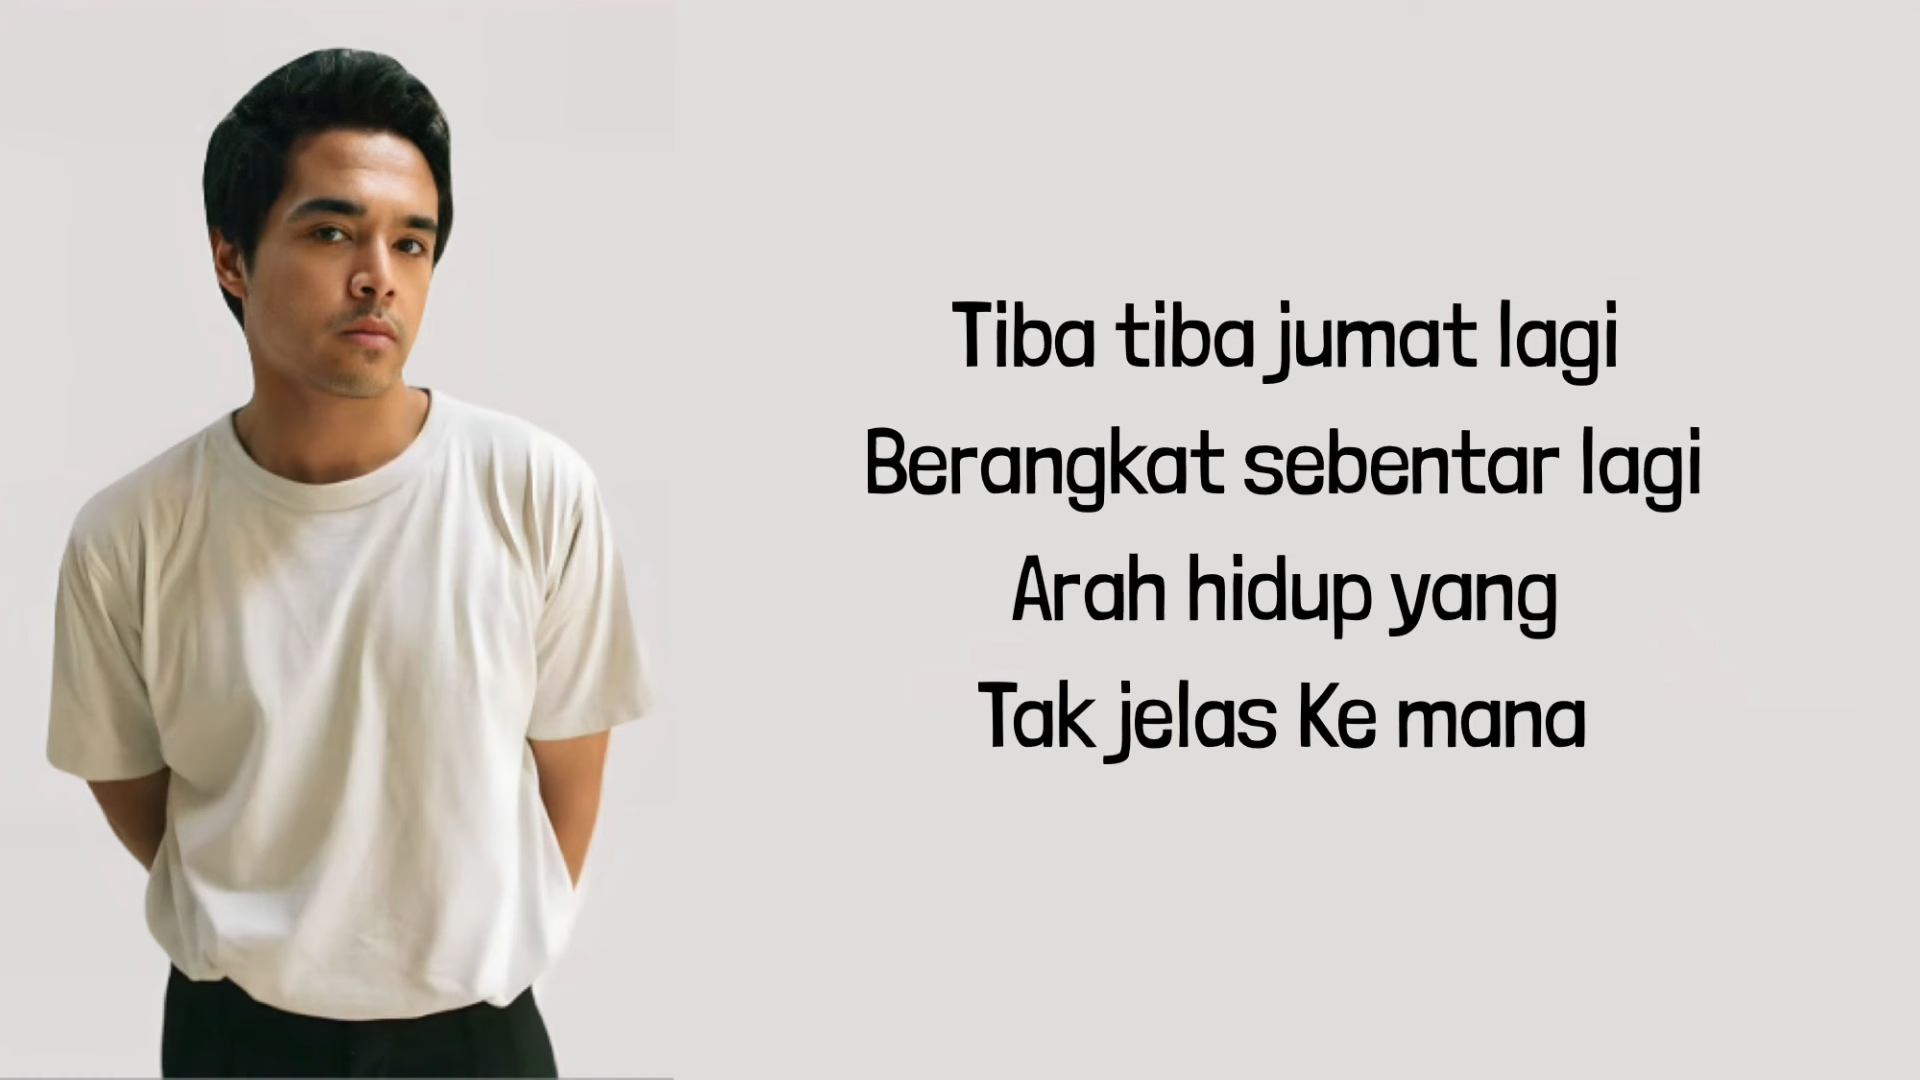 Tiba tiba jumat lagi
Berangkat sebentar lagi
Arah hidup yang
Tak jelas Ke mana